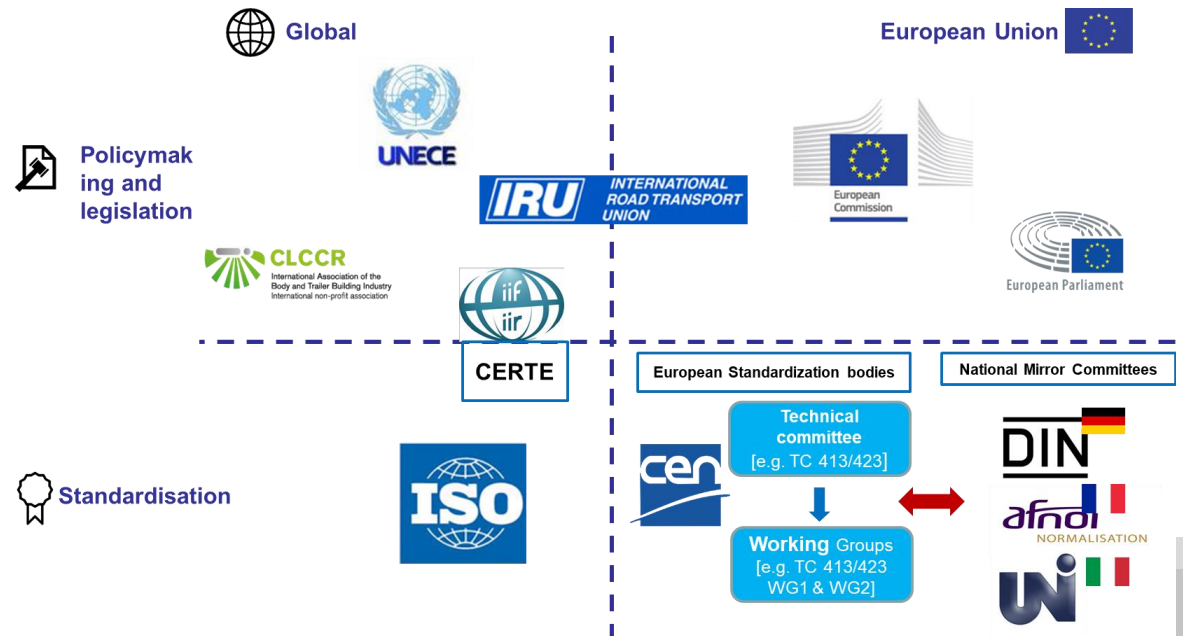 Global
European Union
UNECE
Policymak
ing and
legislation
IRU
INTERNATIONAL
ROAD TRANSPORT
UNION
European
Commission
CLCCR
International Association of the
Body and Trailer Building Industry
International non-profit association
iif
iir
European Parliament
CERTE
European Standardization bodies
National Mirror Committees
Technical
committee
[e.g. TC 413/423]
DIN
cen
ISO
Standardisation
afnor
NORMALISATION
Working Groups
[e.g. TC 413/423
WG1 & WG2]
UNI